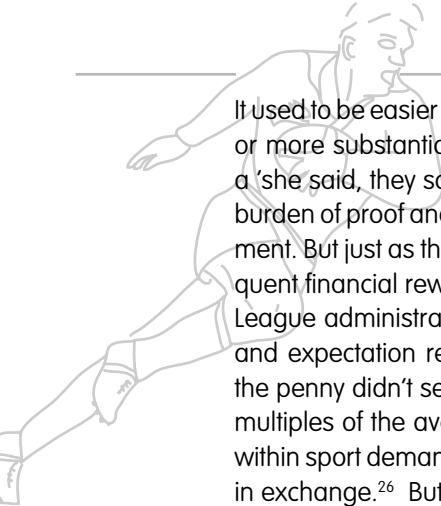 It used to be easier
or more substantia
a ‘she said, they sa
burden of proof and
ment. But just as th
quent financial rew
League administra
and expectation re
the penny didn’t se
multiples of the av
within sport deman
in exchange.26 But